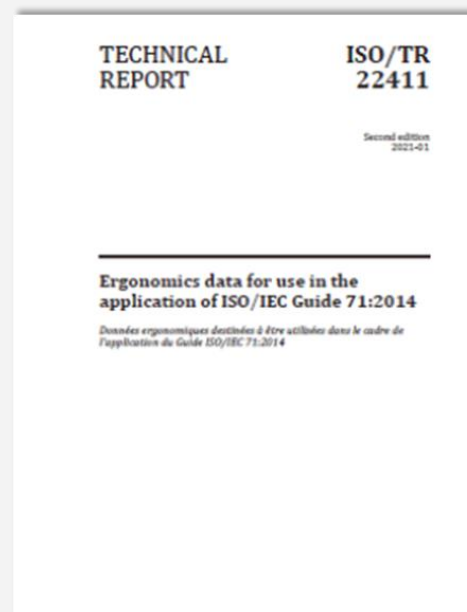 TECHNICAL
REPORT
ISO/TR
22411
Second edition
2021-01
Ergonomics data for use in the
application of ISO/IEC Guide 71:2014
Données ergonomiques destinées à être utilisées dans le cadre de
l'application du Guide ISO/IEC 71:2014